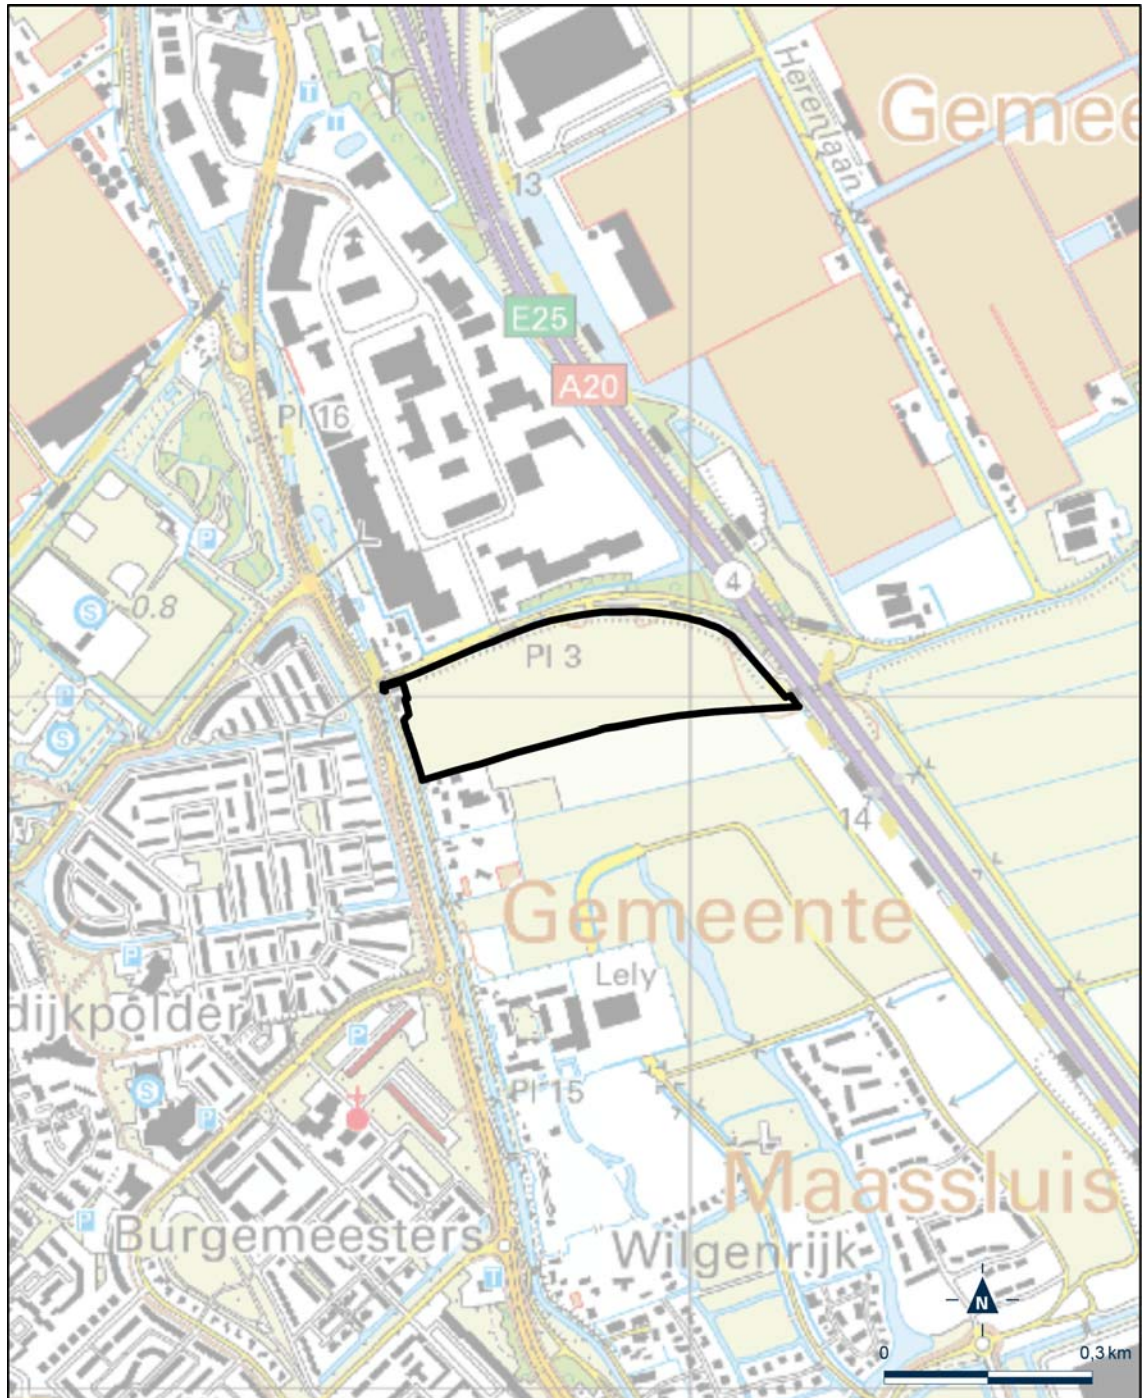 Gemee
Herenlaan
T
13
E25
A20
Pl 16
P
4
S
- 0.8
Pl 3
P
S
14
Gemeente
P
Lely
dijkpolder
P
S
P
Pl 15
Maassluis
P
Burgemeesters
Wilgenrijk
T
N
0
0,3 km